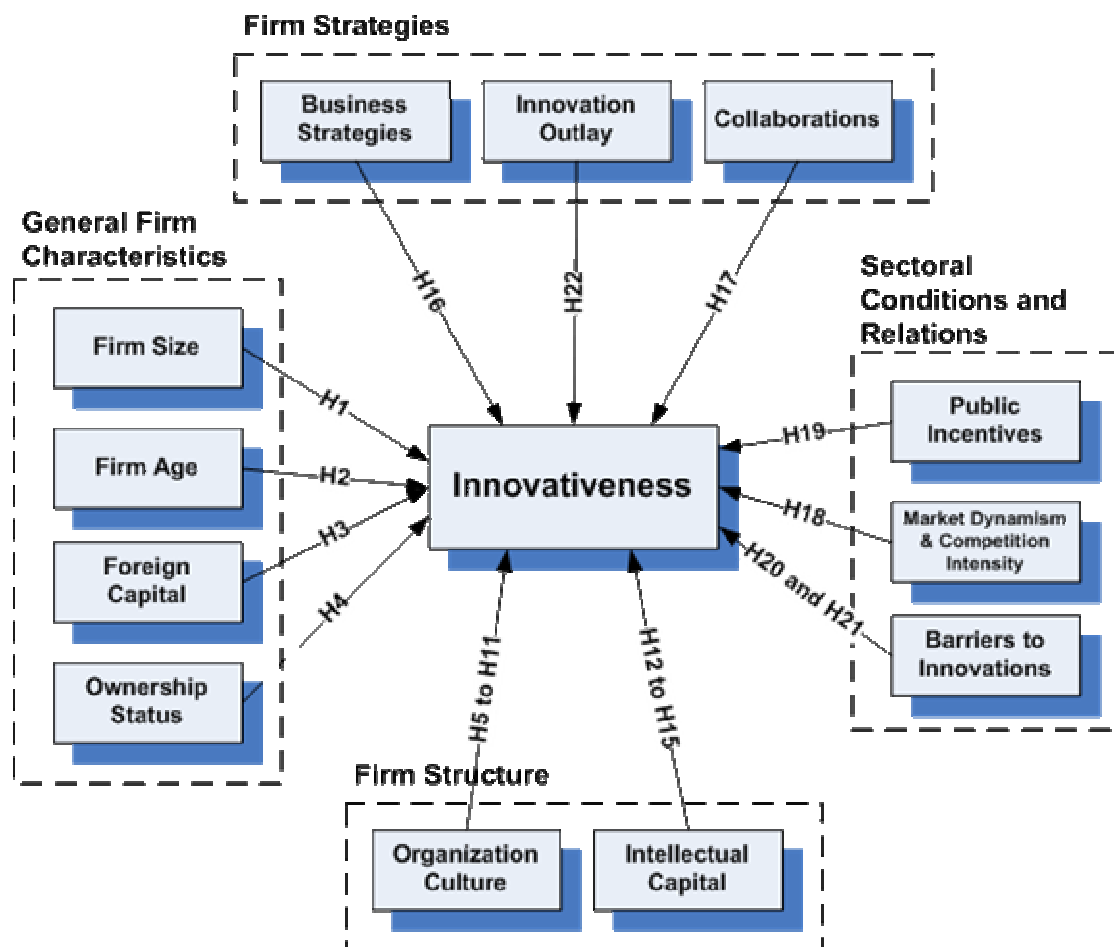 Firm Strategies
Business
Strategies
Innovation
Outlay
Collaborations
General Firm
Characteristics
H16
H22
H17
Sectoral
Conditions and
Relations
Firm Size
Firm Age
Foreign
Capital
Ownership
Status
H1
H2
H3
H4
Innovativeness
H19
H18
H20 and H21
Public
Incentives
Market Dynamism
& Competition
Intensity
Barriers to
Innovations
H5 to H11
H12 to H15
Firm Structure
Organization
Culture
Intellectual
Capital